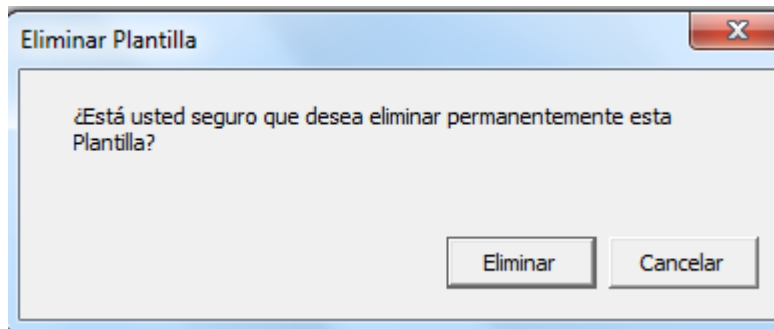 Eliminar Plantilla
¿Está usted seguro que desea eliminar permanentemente esta
Plantilla?
Eliminar
Cancelar